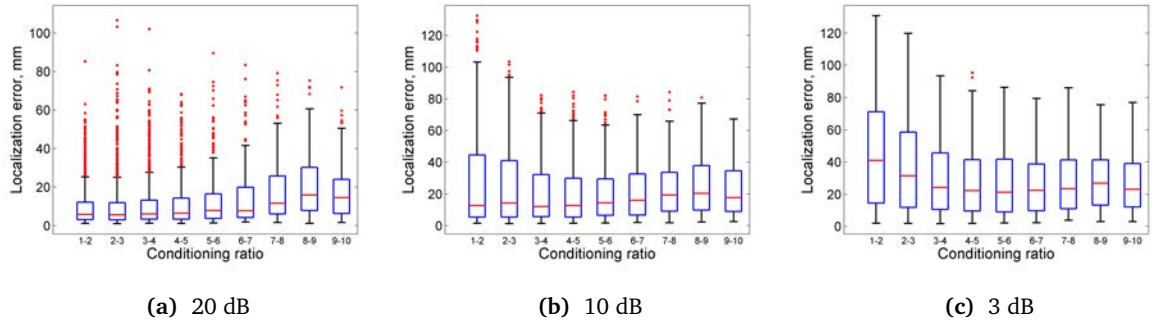 Localization error, mm
100
80
60
40
20
0
1-2 2-3 3-4 4-5 5-6 6-7 7-8 8-9 9-10
Conditioning ratio
(a) 20 dB
Localization error, mm
120
100
80
60
40
20
0
1-2 2-3 3-4 4-5 5-6 6-7 7-8 8-9 9-10
Conditioning ratio
(b) 10 dB
Localization error, mm
120
100
80
60
40
20
0
1-2 2-3 3-4 4-5 5-6 6-7 7-8 8-9 9-10
Conditioning ratio
(c) 3 dB